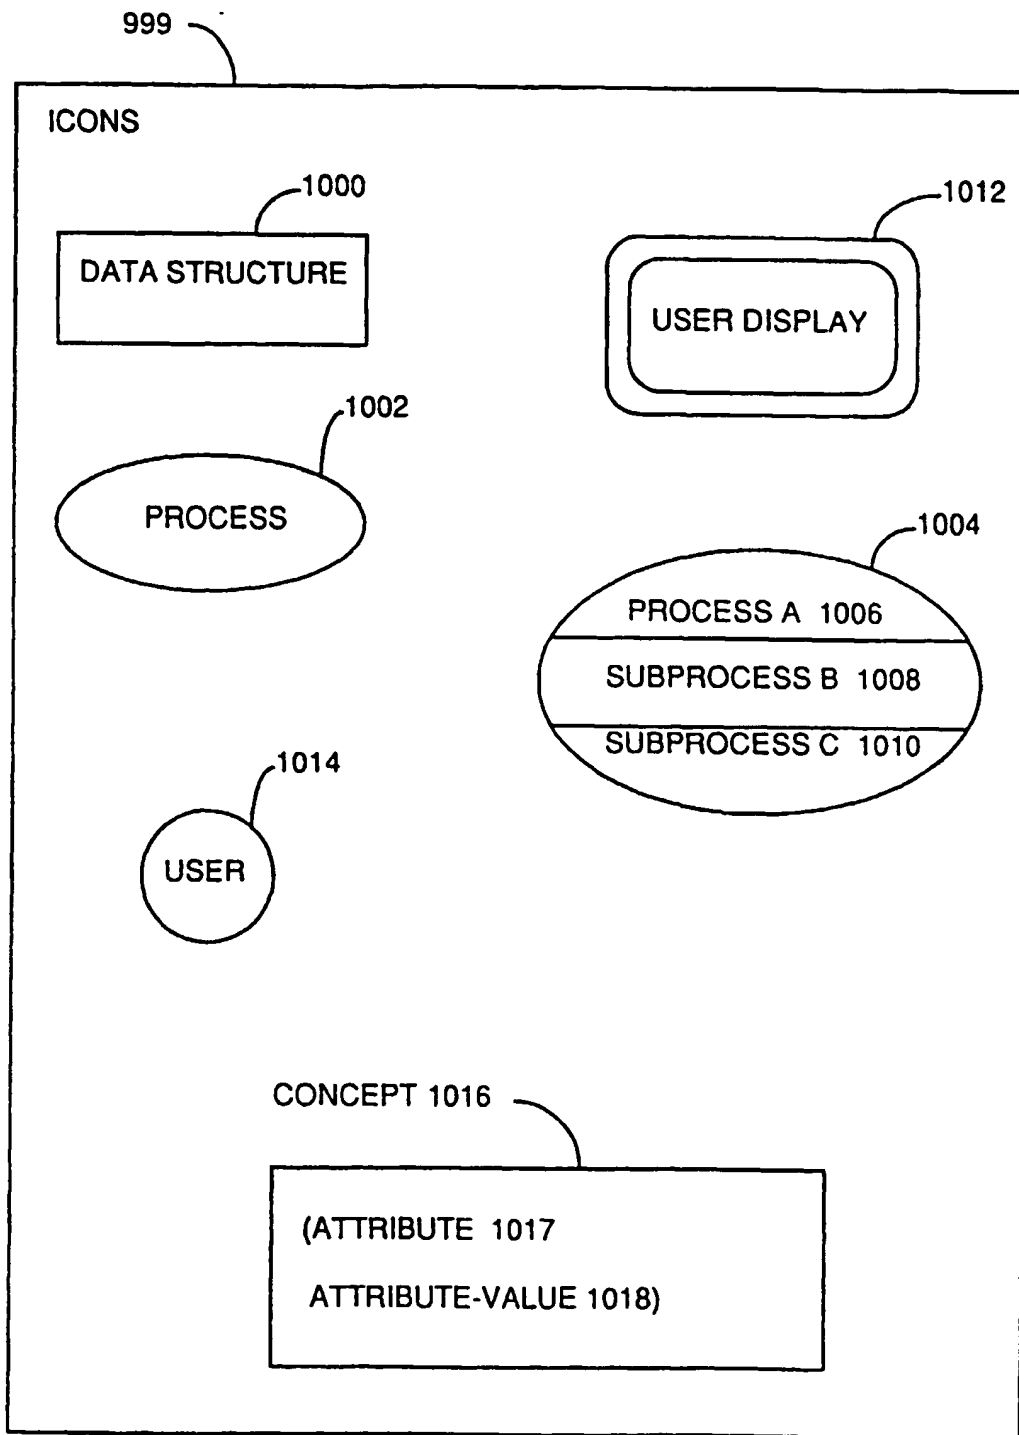 999
ICONS
1000
DATA STRUCTURE
1012
USER DISPLAY
1002
PROCESS
1004
PROCESS A 1006
SUBPROCESS B 1008
SUBPROCESS C 1010
1014
USER
CONCEPT 1016
(ATTRIBUTE 1017
ATTRIBUTE-VALUE 1018)